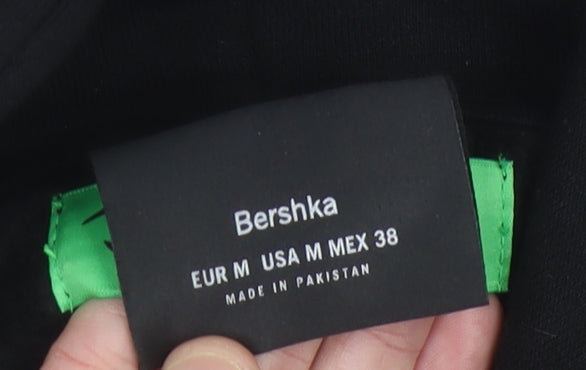 Bershka
EUR M USA M MEX 38
MADE IN PAKISTAN